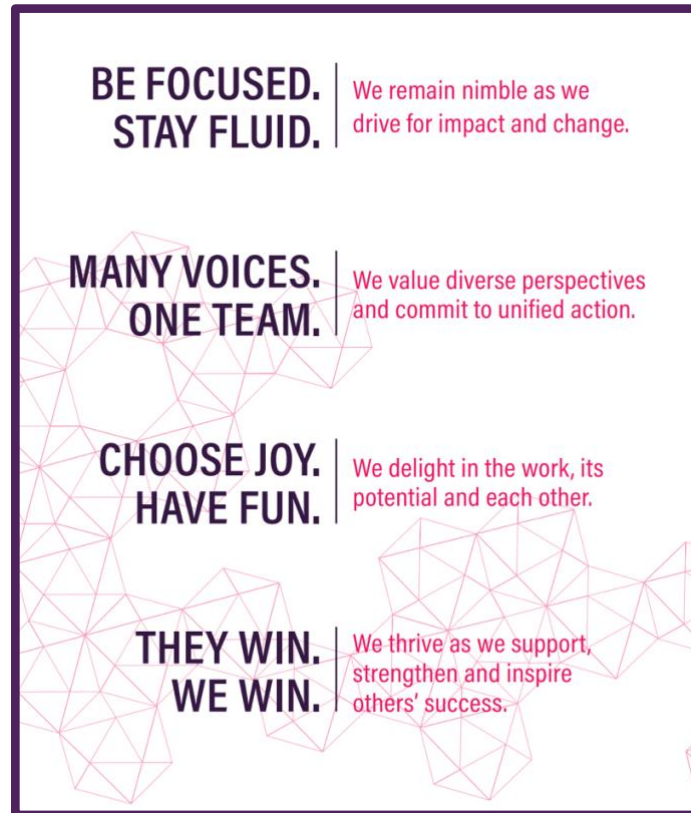 BE FOCUSED.
STAY FLUID.
We remain nimble as we
drive for impact and change.
MANY VOICES.
ONE TEAM.
We value diverse perspectives
and commit to unified action.
CHOOSE JOY.
HAVE FUN.
We delight in the work, its
potential and each other.
THEY WIN.
WE WIN.
We thrive as we support,
strengthen and inspire
others’ success.